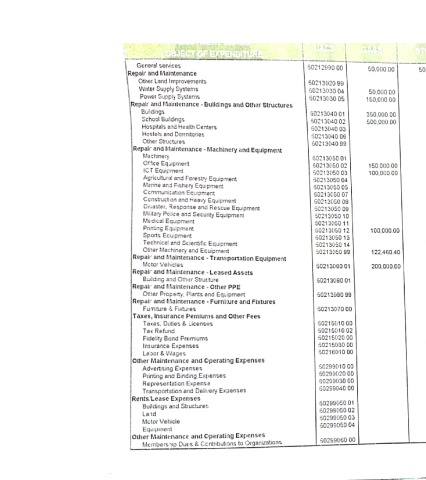 OBJECT OF EXPENDITURE
General services 50212990 00 50,000.00 50
Repair and Maintenance
Other Land Improvements 50213020 99
Water Supply Systems 50213030 04 50,000.00
Power Supply Systems 50213030 05 150,000.00
Repair and Maintenance - Buildings and Other Structures
Buildings 50213040 01 350,000.00
School Buildings 50213040 02 500,000.00
Hospitals and Health Centers 50213040 03
Hostels and Dormitories 50213040 06
Other Structures 50213040 99
Repair and Maintenance - Machinery and Equipment
Machinery 50213050 01
Office Equipment 50213050 02 150,000.00
ICT Equipment 50213050 03 100,000.00
Agricultural and Forestry Equipment 50213050 04
Marine and Fishery Equipment 50213050 05
Communication Equipment 50213050 07
Construction and Heavy Equipment 50213050 08
Disaster, Response and Rescue Equipment 50213050 09
Military Police and Security Equipment 50213050 10
Medical Equipment 50213050 11
Printing Equipment 50213050 12 100,000.00
Sports Equipment 50213050 13
Technical and Scientific Equipment 50213050 14
Other Machinery and Equipment 50213050 99 122,460.40
Repair and Maintenance - Transportation Equipment
Motor Vehicles 50213060 01 200,000.00
Repair and Maintenance - Leased Assets
Building and Other Structure 50213080 01
Repair and Maintenance - Other PPE
Other Property, Plants and Equipment 50213990 99
Repair and Maintenance - Furniture and Fixtures
Furniture & Fixtures 50213070 00
Taxes, Insurance Pemiums and Other Fees
Taxes, Duties & Licenses 50215010 00
Tax Refund 50215010 02
Fidelity Bond Premiums 50215020 00
Insurance Expenses 50215030 00
Labor & Wages 50216010 00
Other Maintenance and Operating Expenses
Advertising Expenses 50299010 00
Printing and Binding Expenses 50299020 00
Representation Expense 50299030 00
Transportation and Delivery Expenses 50299040 00
Rents/Lease Expenses
Buildings and Structures 50299050 01
Land 50299050 02
Motor Vehicle 50299050 03
Equipment 50299050 04
Other Maintenance and Operating Expenses
Membership Dues & Contributions to Organizations 50299060 00